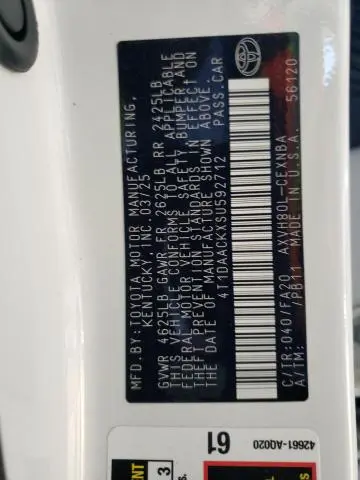 MFD. BY: TOYOTA MOTOR MANUFACTURING,
KENTUCKY, INC. 03/25
GVWR 4625LB GAWR FR 2625LB RR 2425LB
THIS VEHICLE CONFORMS TO ALL APPLICABLE
FEDERAL MOTOR VEHICLE SAFETY, BUMPER AND
THEFT PREVENTION STANDARDS IN EFFECT ON
THE DATE OF MANUFACTURE SHOWN ABOVE.
4T1DAACKXSU592712 PASS.CAR
C/TR:040/FA20 AXVH80L-CEXNBA
A/TM: /PB11 MADE IN U.S.A. 56120
61
42661-AQ020
3